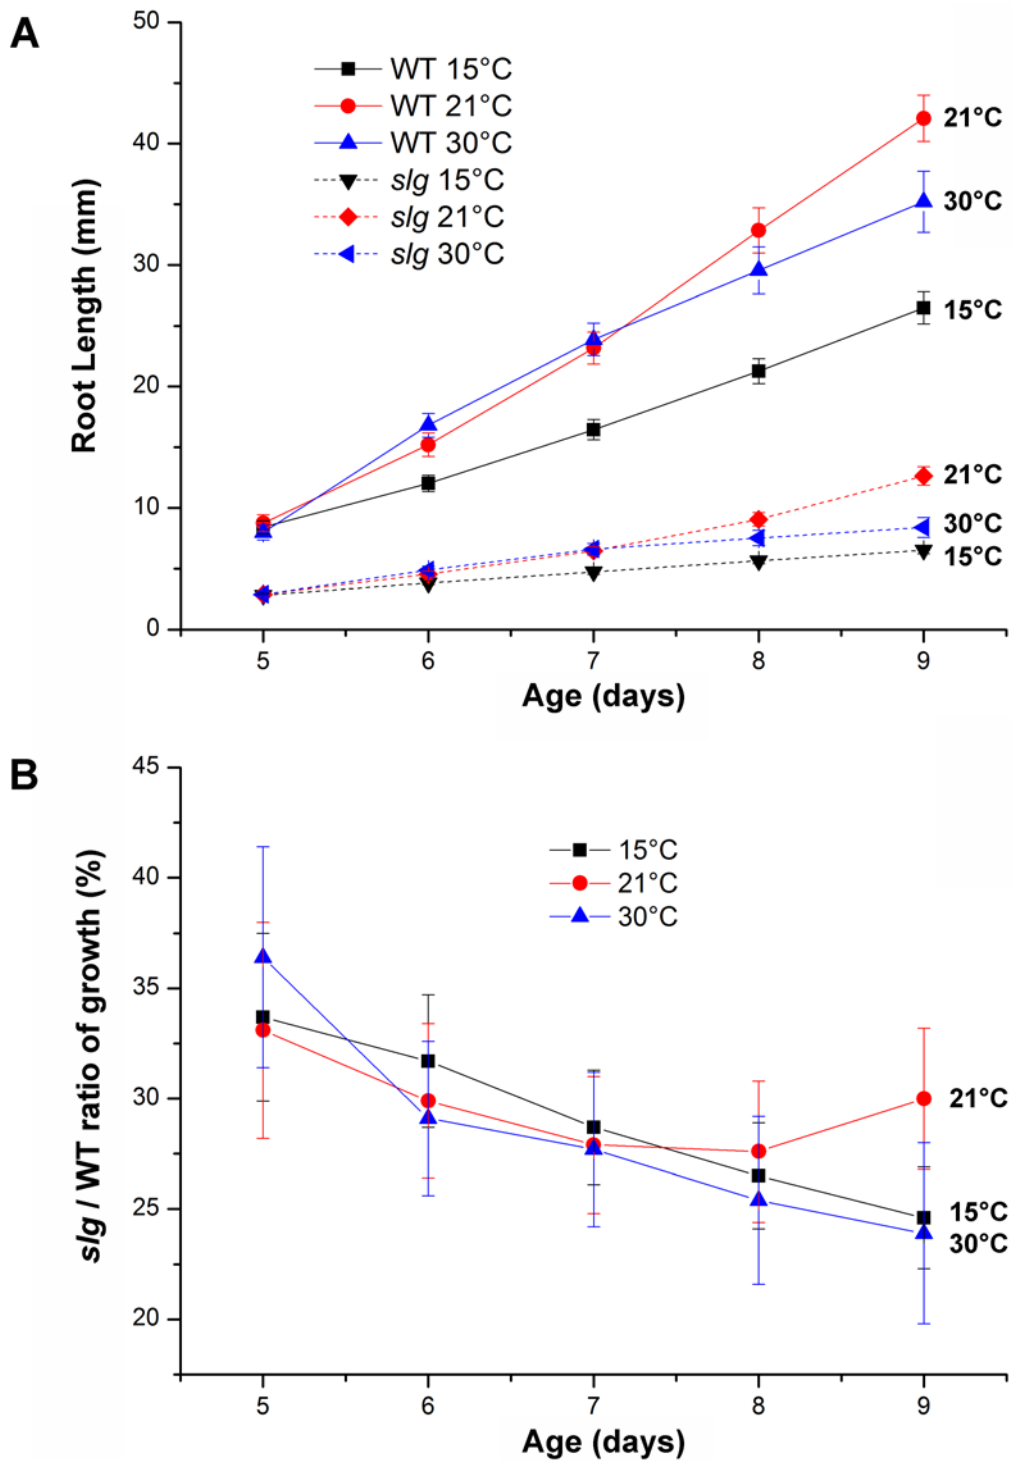 A
50
40
30
20
10
0
Root Length (mm)
WT 15°C
WT 21°C
WT 30°C
slg 15°C
slg 21°C
slg 30°C
21°C
30°C
15°C
21°C
30°C
15°C
5 6 7 8 9
Age (days)
B
45
40
35
30
25
20
slg / WT ratio of growth (%)
15°C
21°C
30°C
21°C
15°C
30°C
5 6 7 8 9
Age (days)